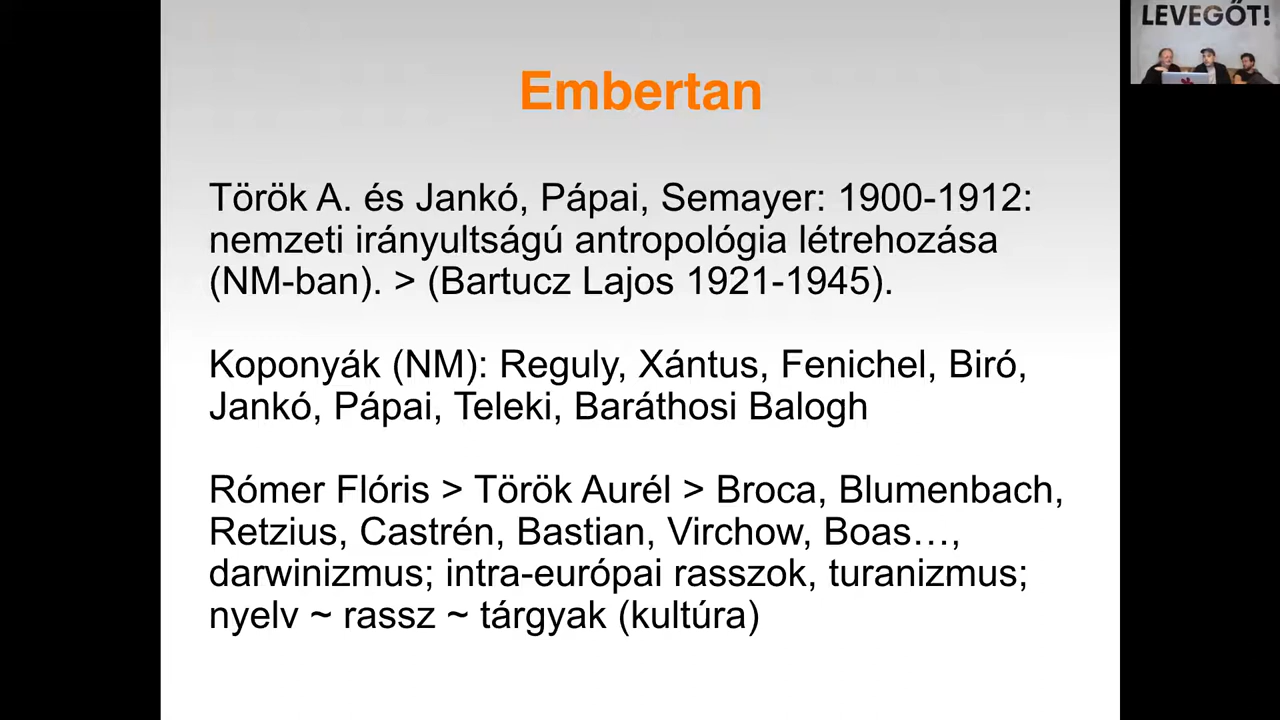 LEVEGŐT!
Embertan
Török A. és Jankó, Pápai, Semayer: 1900-1912:
nemzeti irányultságú antropológia létrehozása
(NM-ban). > (Bartucz Lajos 1921-1945).
Koponyák (NM): Reguly, Xántus, Fenichel, Biró,
Jankó, Pápai, Teleki, Baráthosi Balogh
Rómer Flóris > Török Aurél > Broca, Blumenbach,
Retzius, Castrén, Bastian, Virchow, Boas…,
darwinizmus; intra-európai rasszok, turanizmus;
nyelv ~ rassz ~ tárgyak (kultúra)